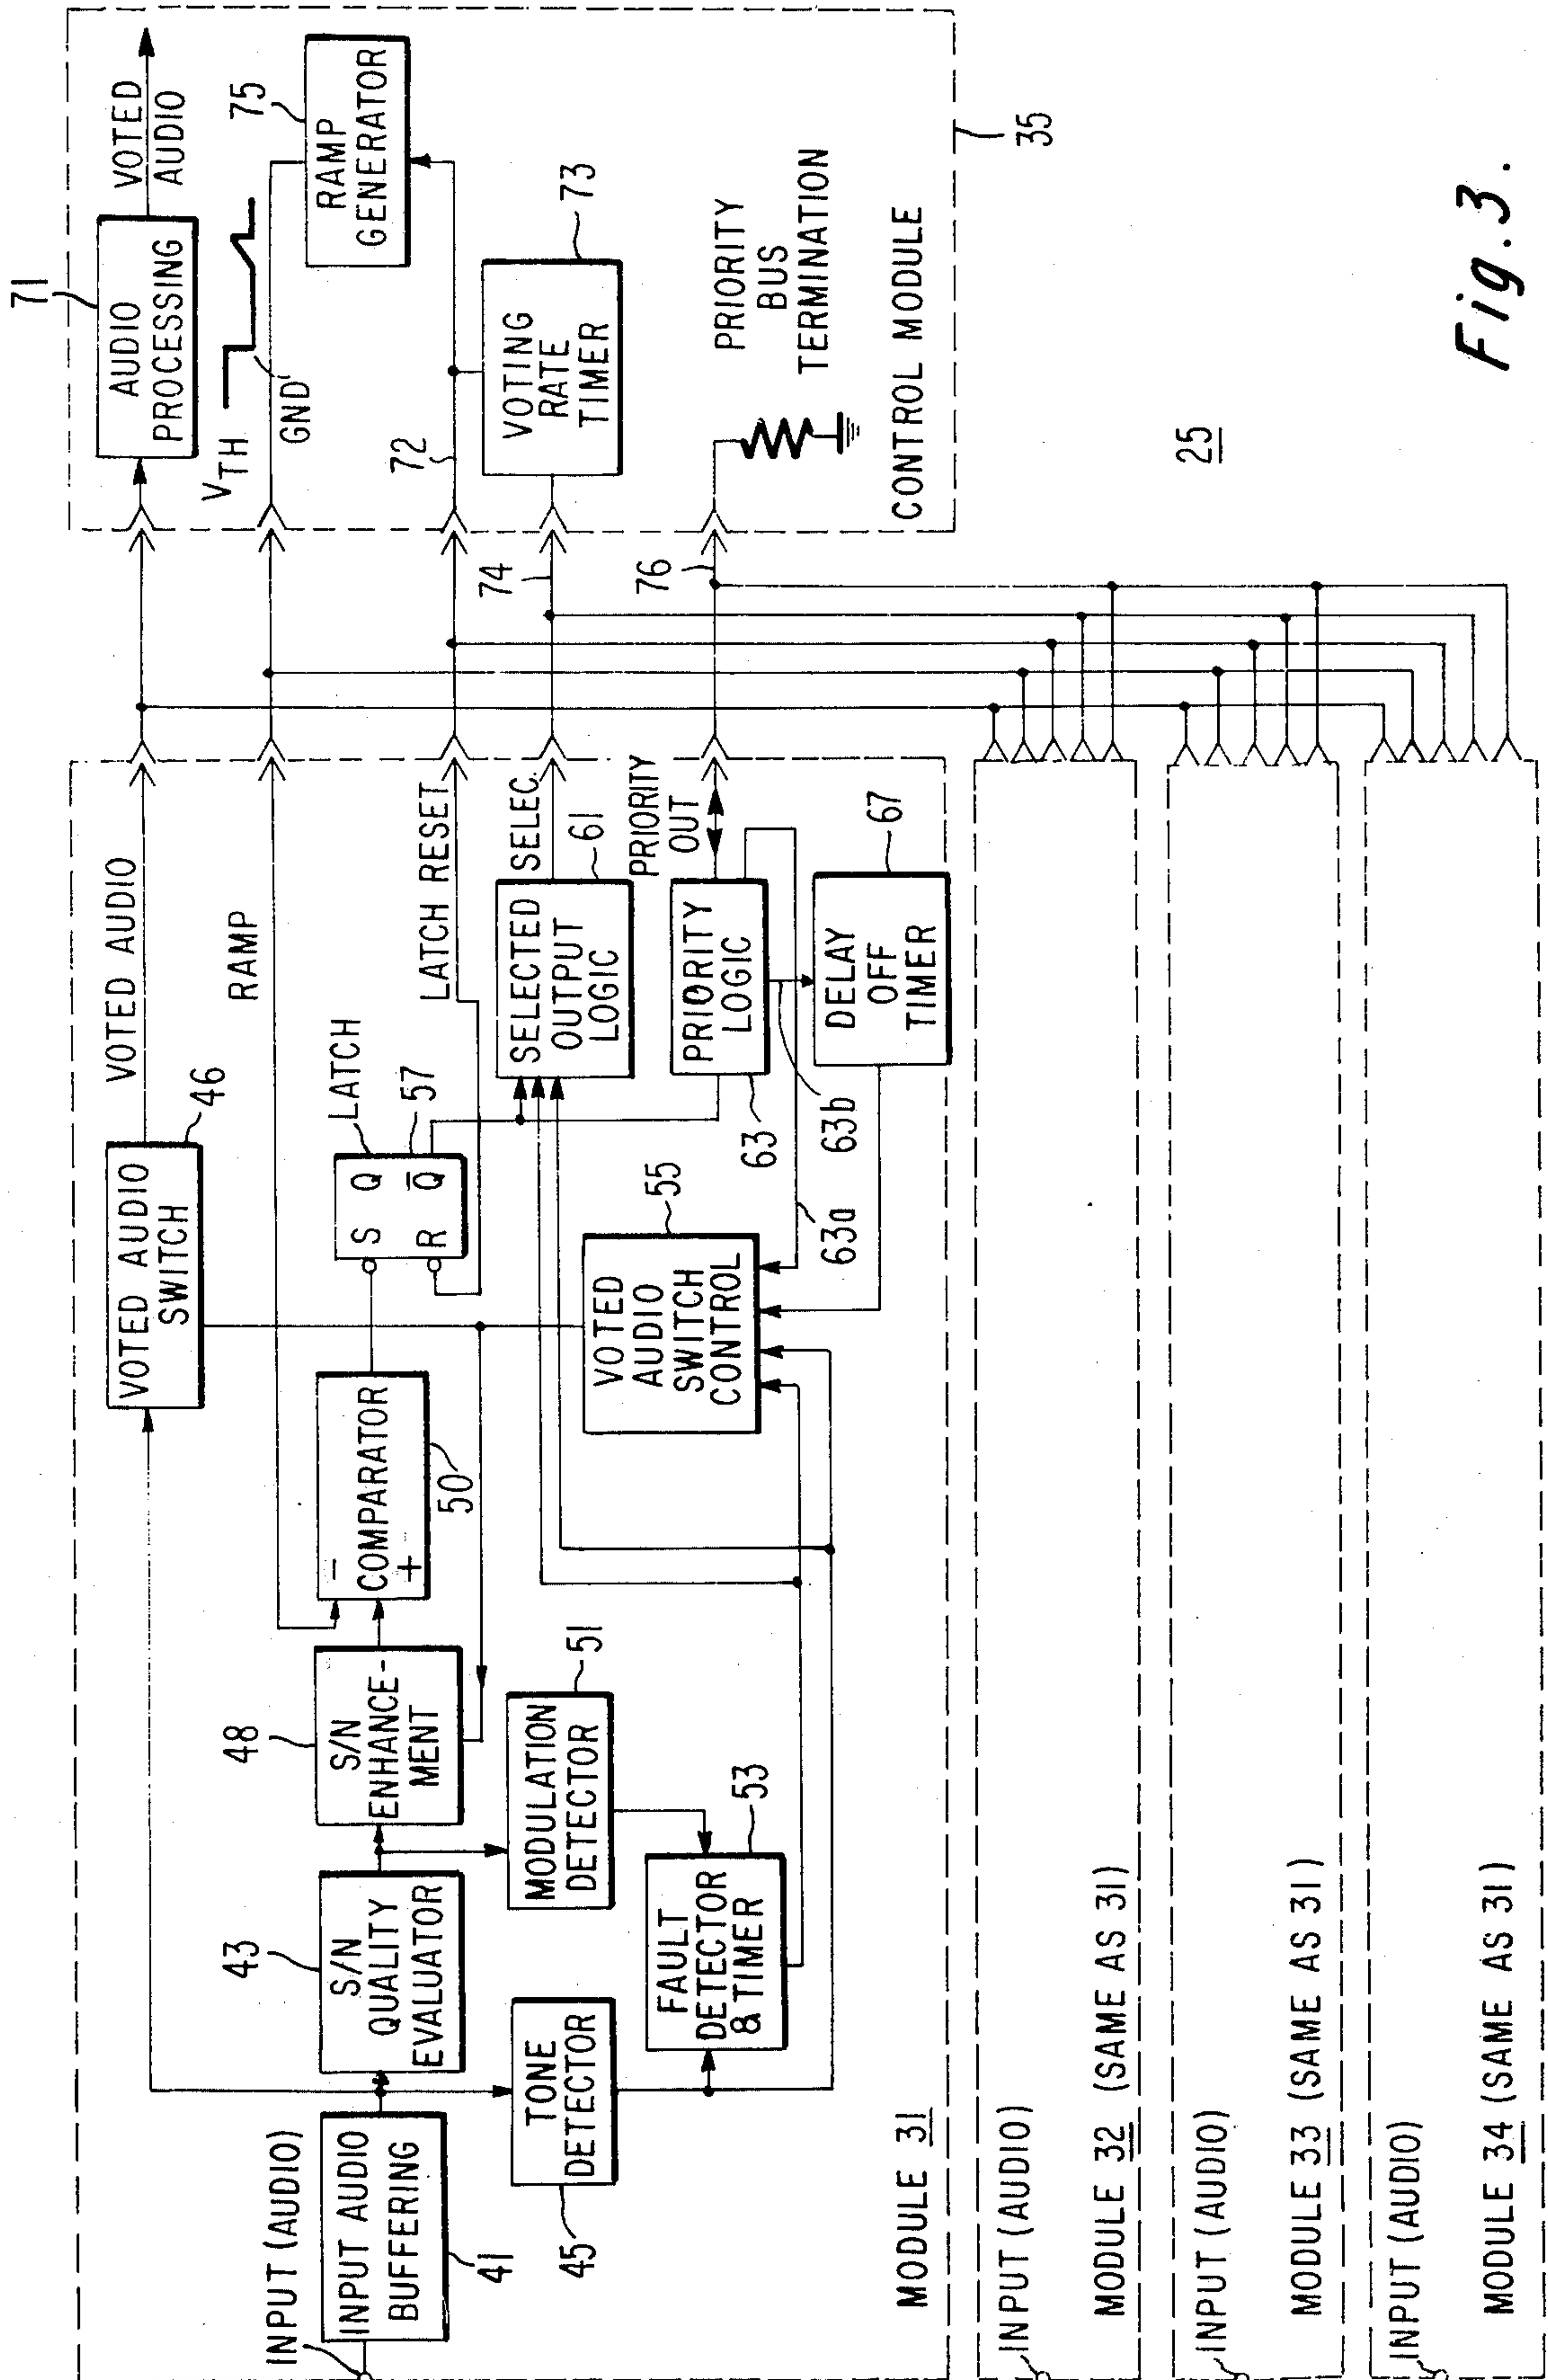 INPUT (AUDIO)
INPUT AUDIO
BUFFERING
41
43
S/N
QUALITY
EVALUATOR
48
S/N
ENHANCE-
MENT
-
COMPARATOR
+
50
VOTED AUDIO
SWITCH
46
VOTED AUDIO
RAMP
LATCH
S Q
R Q̅
57
LATCH RESET
TONE
DETECTOR
45
MODULATION
DETECTOR
51
FAULT
DETECTOR
& TIMER
53
VOTED
AUDIO
SWITCH
CONTROL
55
SELECTED
OUTPUT
LOGIC
61
SELEC.
PRIORITY
OUT
PRIORITY
LOGIC
63
63b
63a
DELAY
OFF
TIMER
67
MODULE 31
74
76
71
AUDIO
PROCESSING
VOTED
AUDIO
VTH
GND'
75
RAMP
GENERATOR
72
VOTING
RATE
TIMER
73
PRIORITY
BUS
TERMINATION
CONTROL MODULE
35
INPUT (AUDIO)
MODULE 32 (SAME AS 31)
INPUT (AUDIO)
MODULE 33 (SAME AS 31)
INPUT (AUDIO)
MODULE 34 (SAME AS 31)
25
Fig. 3.